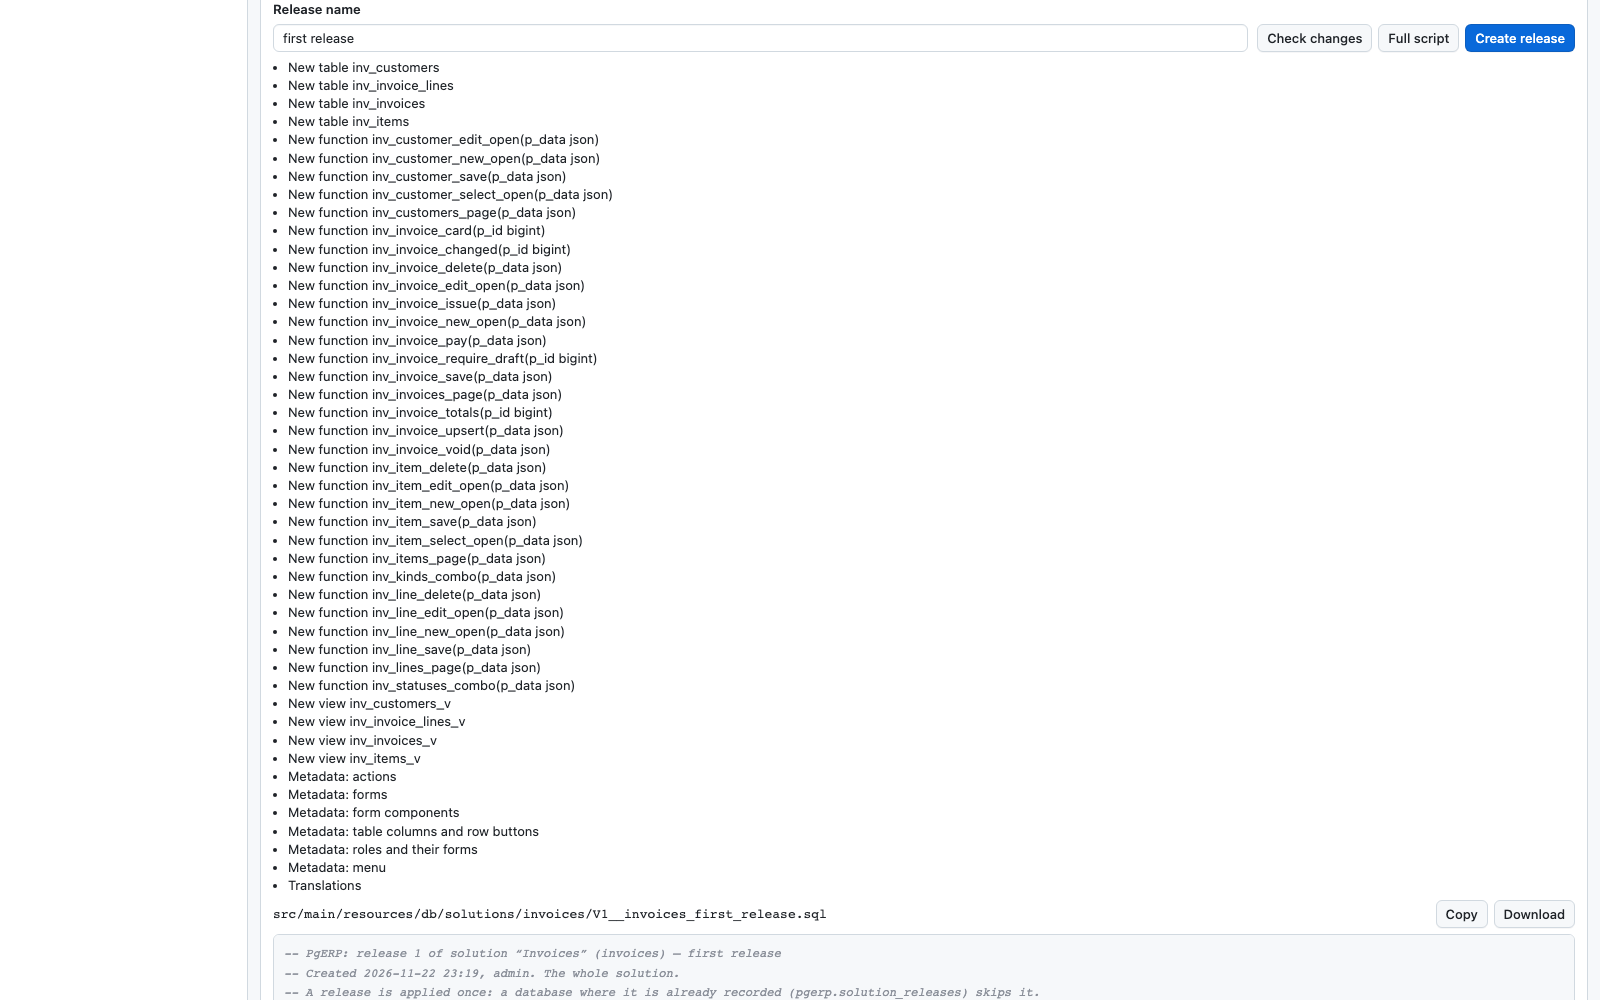 Release name
first release
Check changes
Full script
Create release
• New table inv_customers
• New table inv_invoice_lines
• New table inv_invoices
• New table inv_items
• New function inv_customer_edit_open(p_data json)
• New function inv_customer_new_open(p_data json)
• New function inv_customer_save(p_data json)
• New function inv_customer_select_open(p_data json)
• New function inv_customers_page(p_data json)
• New function inv_invoice_card(p_id bigint)
• New function inv_invoice_changed(p_id bigint)
• New function inv_invoice_delete(p_data json)
• New function inv_invoice_edit_open(p_data json)
• New function inv_invoice_issue(p_data json)
• New function inv_invoice_new_open(p_data json)
• New function inv_invoice_pay(p_data json)
• New function inv_invoice_require_draft(p_id bigint)
• New function inv_invoice_save(p_data json)
• New function inv_invoices_page(p_data json)
• New function inv_invoice_totals(p_id bigint)
• New function inv_invoice_upsert(p_data json)
• New function inv_invoice_void(p_data json)
• New function inv_item_delete(p_data json)
• New function inv_item_edit_open(p_data json)
• New function inv_item_new_open(p_data json)
• New function inv_item_save(p_data json)
• New function inv_item_select_open(p_data json)
• New function inv_items_page(p_data json)
• New function inv_kinds_combo(p_data json)
• New function inv_line_delete(p_data json)
• New function inv_line_edit_open(p_data json)
• New function inv_line_new_open(p_data json)
• New function inv_line_save(p_data json)
• New function inv_lines_page(p_data json)
• New function inv_statuses_combo(p_data json)
• New view inv_customers_v
• New view inv_invoice_lines_v
• New view inv_invoices_v
• New view inv_items_v
• Metadata: actions
• Metadata: forms
• Metadata: form components
• Metadata: table columns and row buttons
• Metadata: roles and their forms
• Metadata: menu
• Translations
src/main/resources/db/solutions/invoices/V1__invoices_first_release.sql
Copy
Download
-- PgERP: release 1 of solution “Invoices” (invoices) — first release
-- Created 2026-11-22 23:19, admin. The whole solution.
-- A release is applied once: a database where it is already recorded (pgerp.solution_releases) skips it.